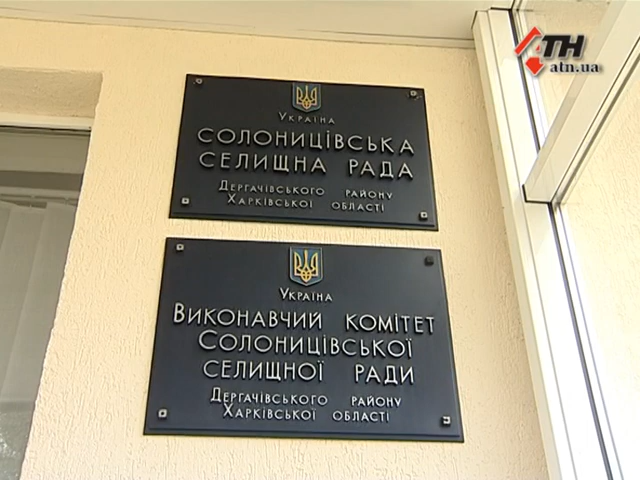 АТН
atn.ua
Україна
СОЛОНИЦІВСЬКА
СЕЛИЩНА РАДА
Дергачівського району
Харківської області
Україна
Виконавчий комітет
Солоницівської
селищної ради
Дергачівського району
Харківської області